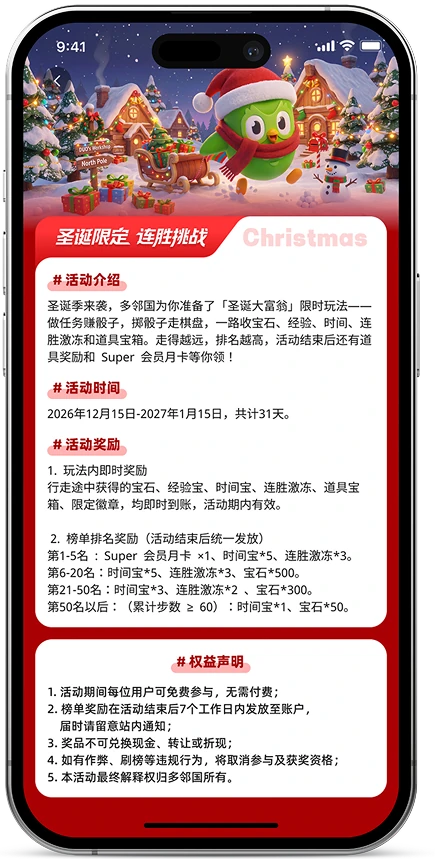 9:41
DUO's Workshop
North Pole
圣诞限定 连胜挑战
Christmas
# 活动介绍
圣诞季来袭，多邻国为你准备了「圣诞大富翁」限时玩法——
做任务赚骰子，掷骰子走棋盘，一路收宝石、经验、时间、连
胜激冻和道具宝箱。走得越远，排名越高，活动结束后还有道
具奖励和 Super 会员月卡等你领！
# 活动时间
2026年12月15日-2027年1月15日，共计31天。
# 活动奖励
1. 玩法内即时奖励
行走途中获得的宝石、经验宝、时间宝、连胜激冻、道具宝
箱、限定徽章，均即时到账，活动期内有效。
2. 榜单排名奖励（活动结束后统一发放）
第1-5名 : Super 会员月卡 ×1、时间宝*5、连胜激冻*3。
第6-20名：时间宝*5、连胜激冻*3、宝石*500。
第21-50名：时间宝*3、连胜激冻*2 、宝石*300。
第50名以后：（累计步数 ≥ 60）：时间宝*1、宝石*50。
# 权益声明
1. 活动期间每位用户可免费参与，无需付费；
2. 榜单奖励在活动结束后7个工作日内发放至账户，
届时请留意站内通知；
3. 奖品不可兑换现金、转让或折现；
4. 如有作弊、刷榜等违规行为，将取消参与及获奖资格；
5. 本活动最终解释权归多邻国所有。